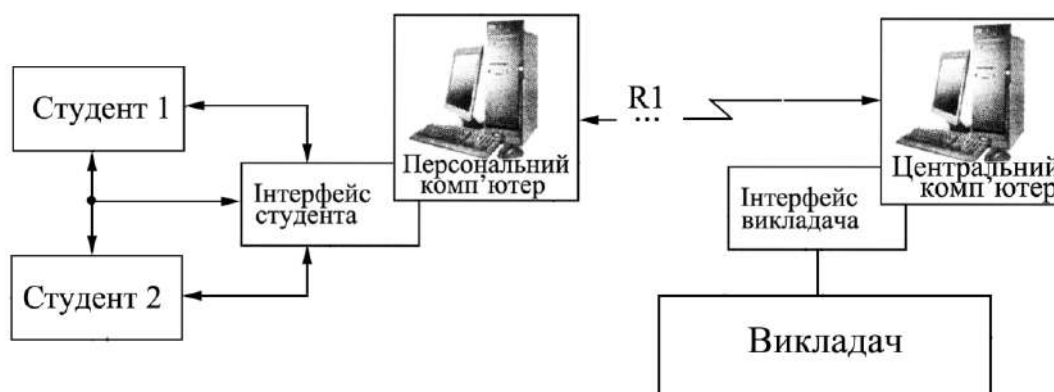 Студент 1
Студент 2
Інтерфейс
студента
Персональний
комп’ютер
R1
...
Центральний
комп’ютер
Інтерфейс
викладача
Викладач